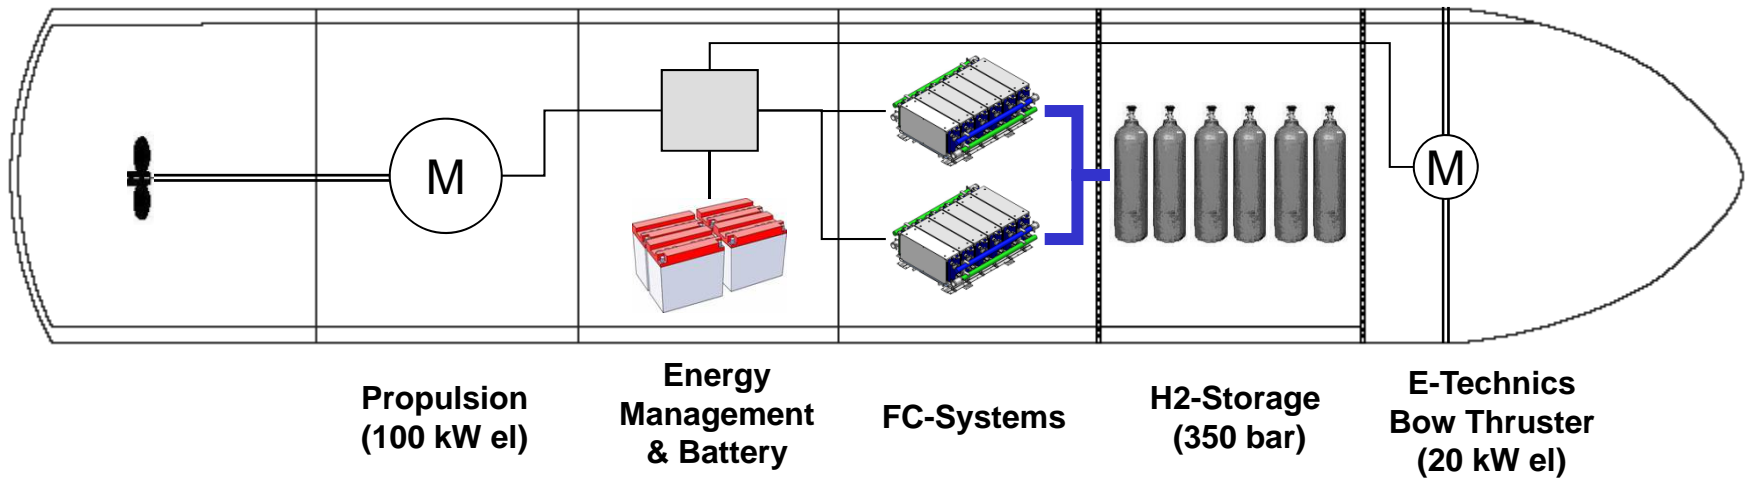 M
M
Propulsion
(100 kW el)
Energy
Management
& Battery
FC-Systems
H2-Storage
(350 bar)
E-Technics
Bow Thruster
(20 kW el)